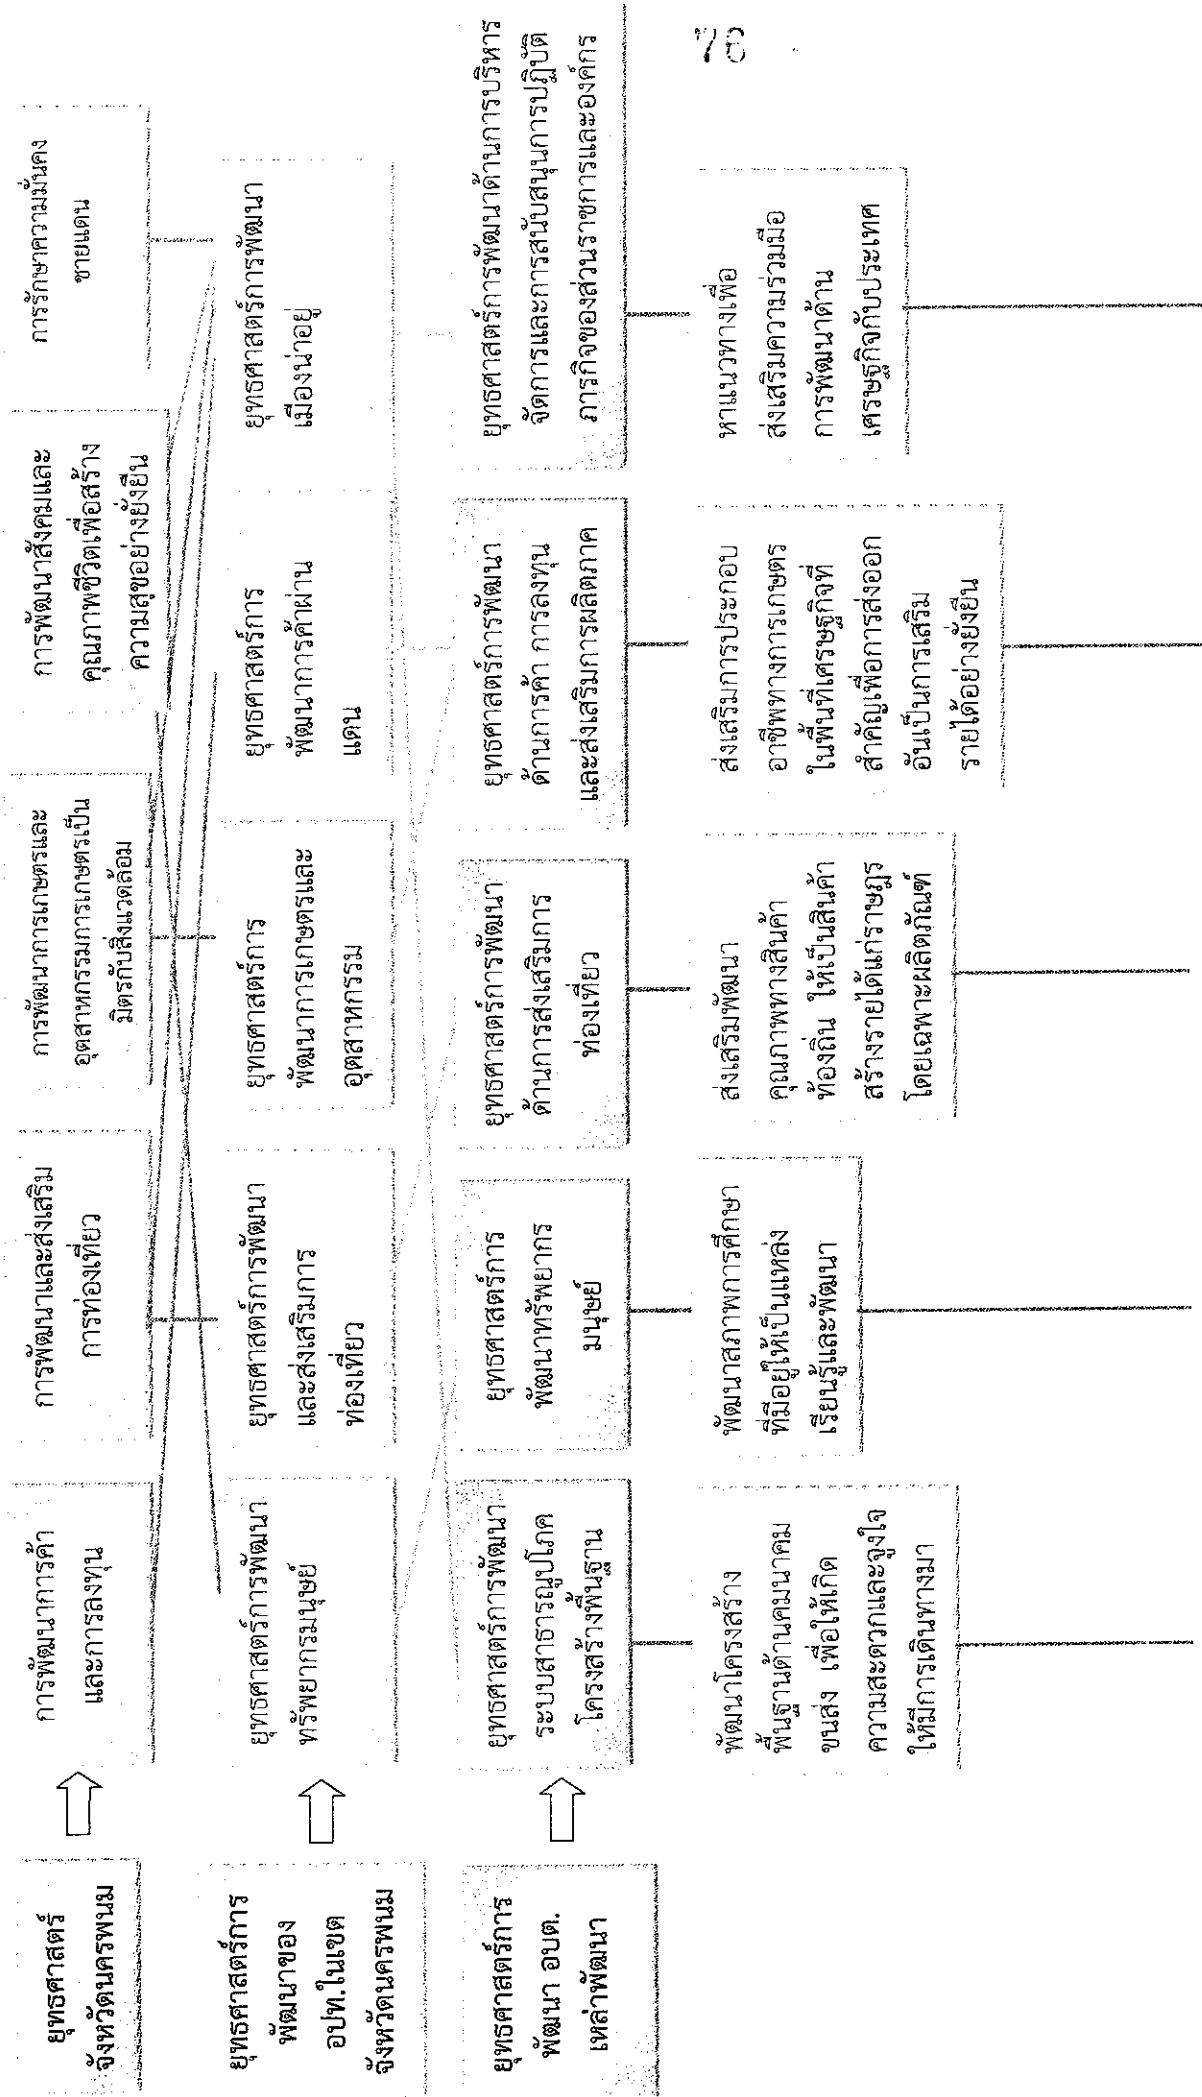 76
ยุทธศาสตร์
จังหวัดนครพนม
การพัฒนาการค้า
และการลงทุน
การพัฒนาและส่งเสริม
การท่องเที่ยว
การพัฒนาการเกษตรและ
อุตสาหกรรมการเกษตรเป็น
มิตรกับสิ่งแวดล้อม
การพัฒนาสังคมและ
คุณภาพชีวิตเพื่อสร้าง
ความสุขอย่างยั่งยืน
การรักษาความมั่นคง
ชายแดน
ยุทธศาสตร์การ
พัฒนาของ
อปท.ในเขต
จังหวัดนครพนม
ยุทธศาสตร์การพัฒนา
ทรัพยากรมนุษย์
ยุทธศาสตร์การพัฒนา
และส่งเสริมการ
ท่องเที่ยว
ยุทธศาสตร์การ
พัฒนาการเกษตรและ
อุตสาหกรรม
ยุทธศาสตร์การ
พัฒนาการค้าผ่าน
แดน
ยุทธศาสตร์การพัฒนา
เมืองน่าอยู่
ยุทธศาสตร์การ
พัฒนา อบต.
เหล่าพัฒนา
ยุทธศาสตร์การพัฒนา
ระบบสาธารณูปโภค
โครงสร้างพื้นฐาน
ยุทธศาสตร์การ
พัฒนาทรัพยากร
มนุษย์
ยุทธศาสตร์การพัฒนา
ด้านการส่งเสริมการ
ท่องเที่ยว
ยุทธศาสตร์การพัฒนา
ด้านการค้า การลงทุน
และส่งเสริมการผลิตภาค
ยุทธศาสตร์การพัฒนาด้านการบริหาร
จัดการและการสนับสนุนการปฏิบัติ
ภารกิจของส่วนราชการและองค์กร
พัฒนาโครงสร้าง
พื้นฐานด้านคมนาคม
ขนส่ง เพื่อให้เกิด
ความสะดวกและจูงใจ
ให้มีการเดินทางมา
พัฒนาสภาพการศึกษา
ที่มีอยู่ให้เป็นแหล่ง
เรียนรู้และพัฒนา
ส่งเสริมพัฒนา
คุณภาพทางสินค้า
ท้องถิ่น ให้เป็นสินค้า
สร้างรายได้แก่ราษฎร
โดยเฉพาะผลิตภัณฑ์
ส่งเสริมการประกอบ
อาชีพทางการเกษตร
ในพื้นที่เศรษฐกิจที่
สำคัญเพื่อการส่งออก
อันเป็นการเสริม
รายได้อย่างยั่งยืน
หาแนวทางเพื่อ
ส่งเสริมความร่วมมือ
การพัฒนาด้าน
เศรษฐกิจกับประเทศ